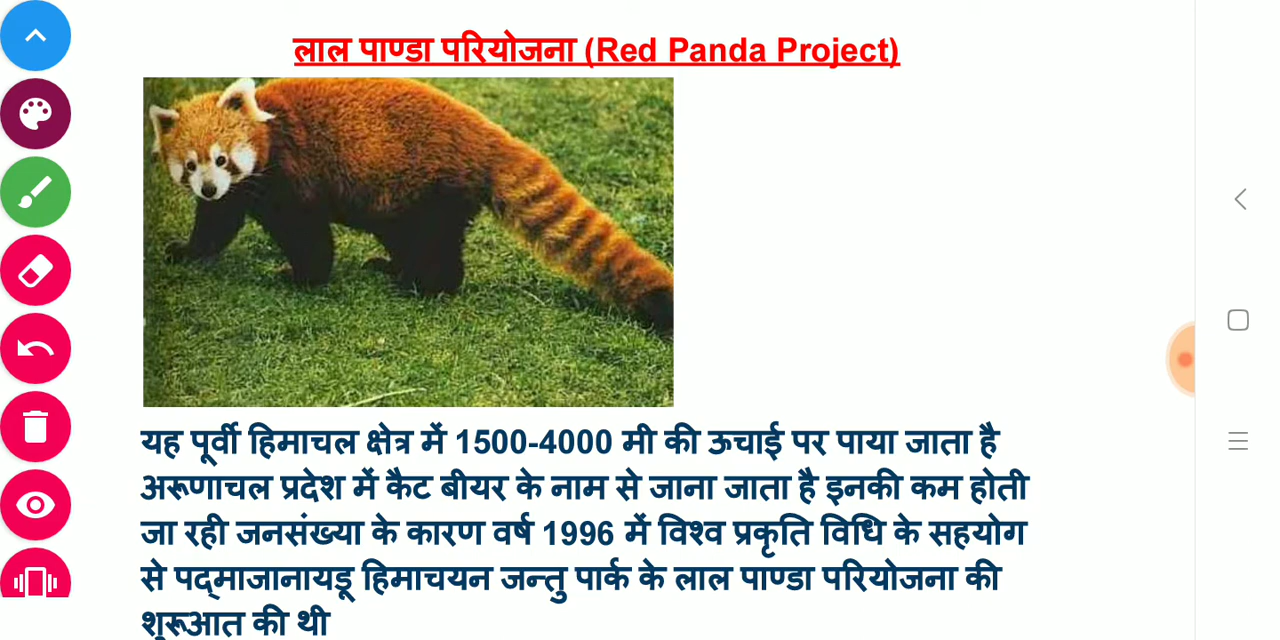 लाल पाण्डा परियोजना (Red Panda Project)
यह पूर्वी हिमाचल क्षेत्र में 1500-4000 मी की ऊचाई पर पाया जाता है
अरूणाचल प्रदेश में कैट बीयर के नाम से जाना जाता है इनकी कम होती
जा रही जनसंख्या के कारण वर्ष 1996 में विश्व प्रकृति विधि के सहयोग
से पद्माजानायडू हिमाचयन जन्तु पार्क के लाल पाण्डा परियोजना की
शुरूआत की थी